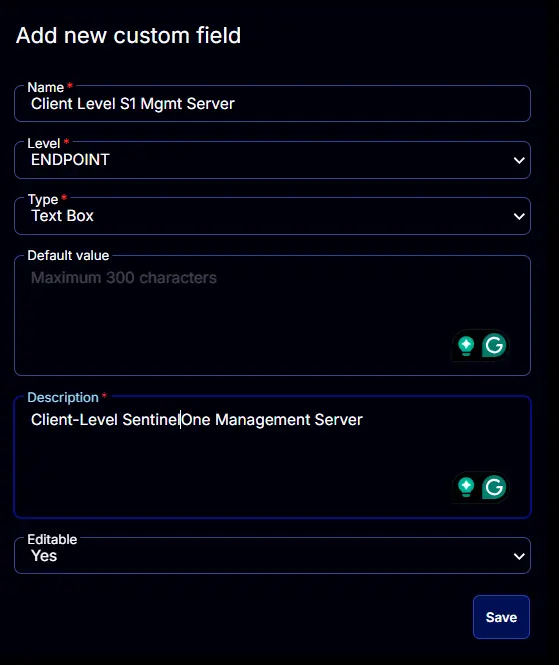 Add new custom field
Name *
Client Level S1 Mgmt Server
Level *
ENDPOINT
Type *
Text Box
Default value
Maximum 300 characters
Description *
Client-Level SentinelOne Management Server
Editable
Yes
Save